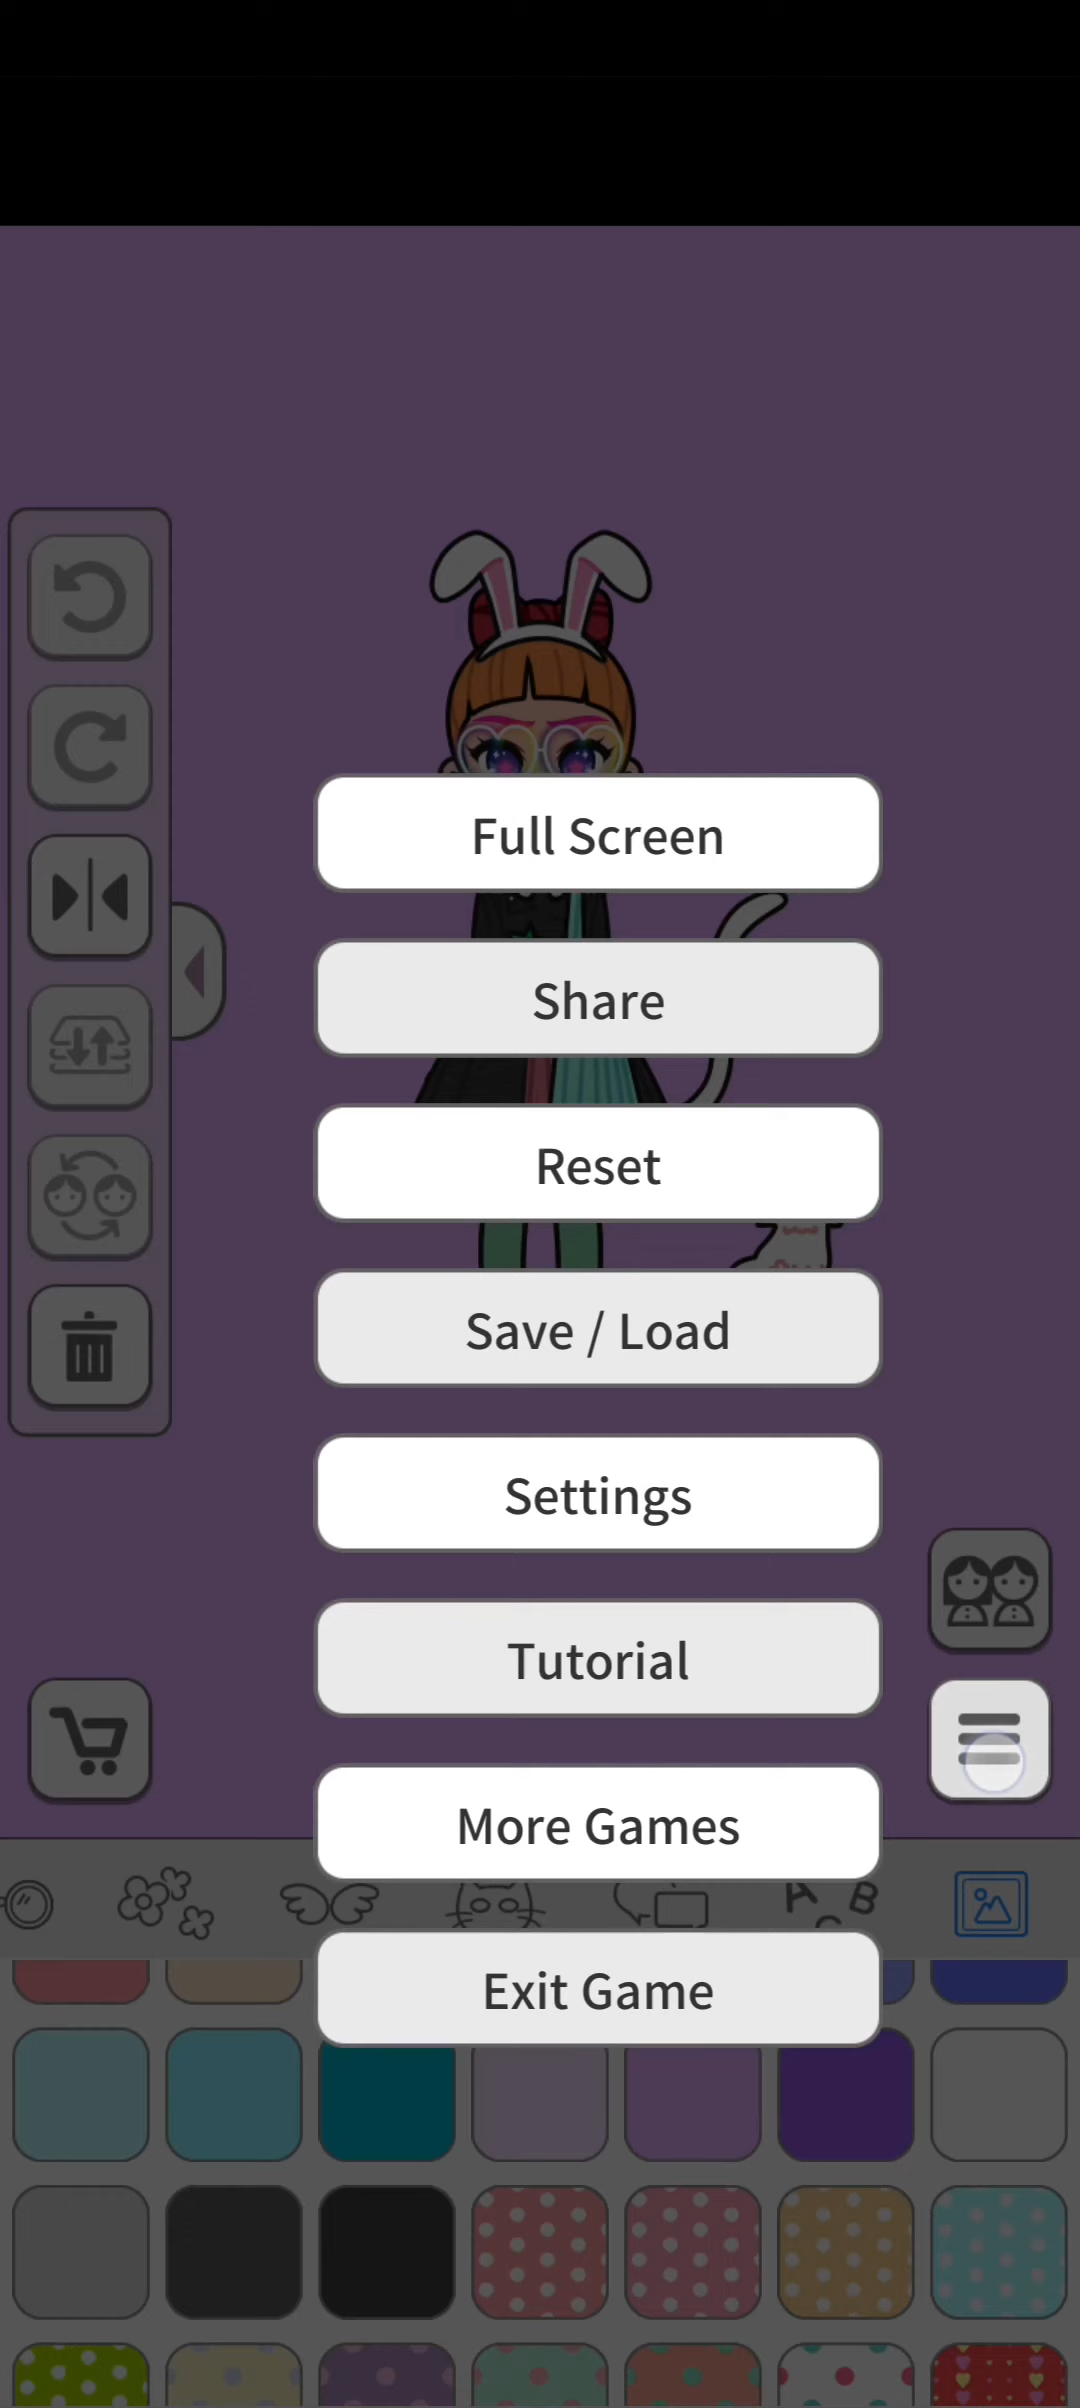 Full Screen
Share
Reset
Save / Load
Settings
Tutorial
More Games
A B
C
Exit Game